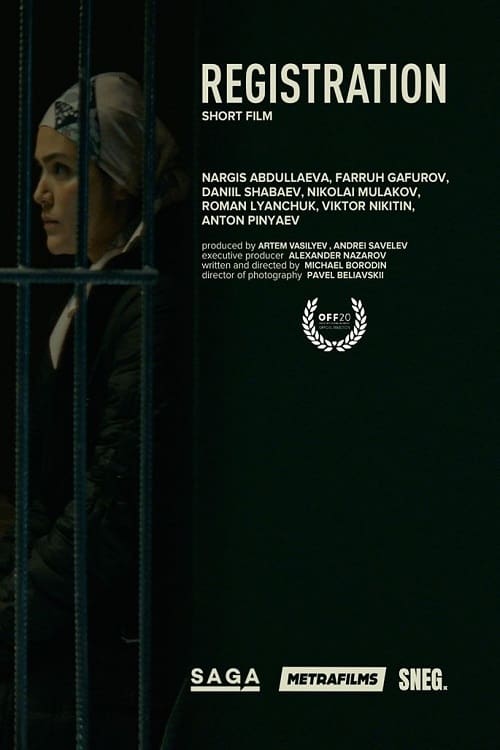 REGISTRATION
SHORT FILM
NARGIS ABDULLAEVA, FARRUH GAFUROV,
DANIIL SHABAEV, NIKOLAI MULAKOV,
ROMAN LYANCHUK, VIKTOR NIKITIN,
ANTON PINYAEV
produced by ARTEM VASILYEV , ANDREI SAVELEV
executive producer ALEXANDER NAZAROV
written and directed by MICHAEL BORODIN
director of photography PAVEL BELIAVSKII
OFF20
OFFICIAL SELECTION
SAGA
METRAFILMS
SNEG.